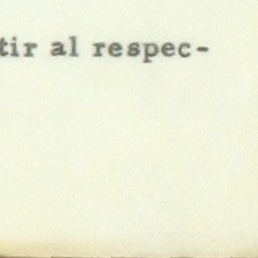 tir al respec-